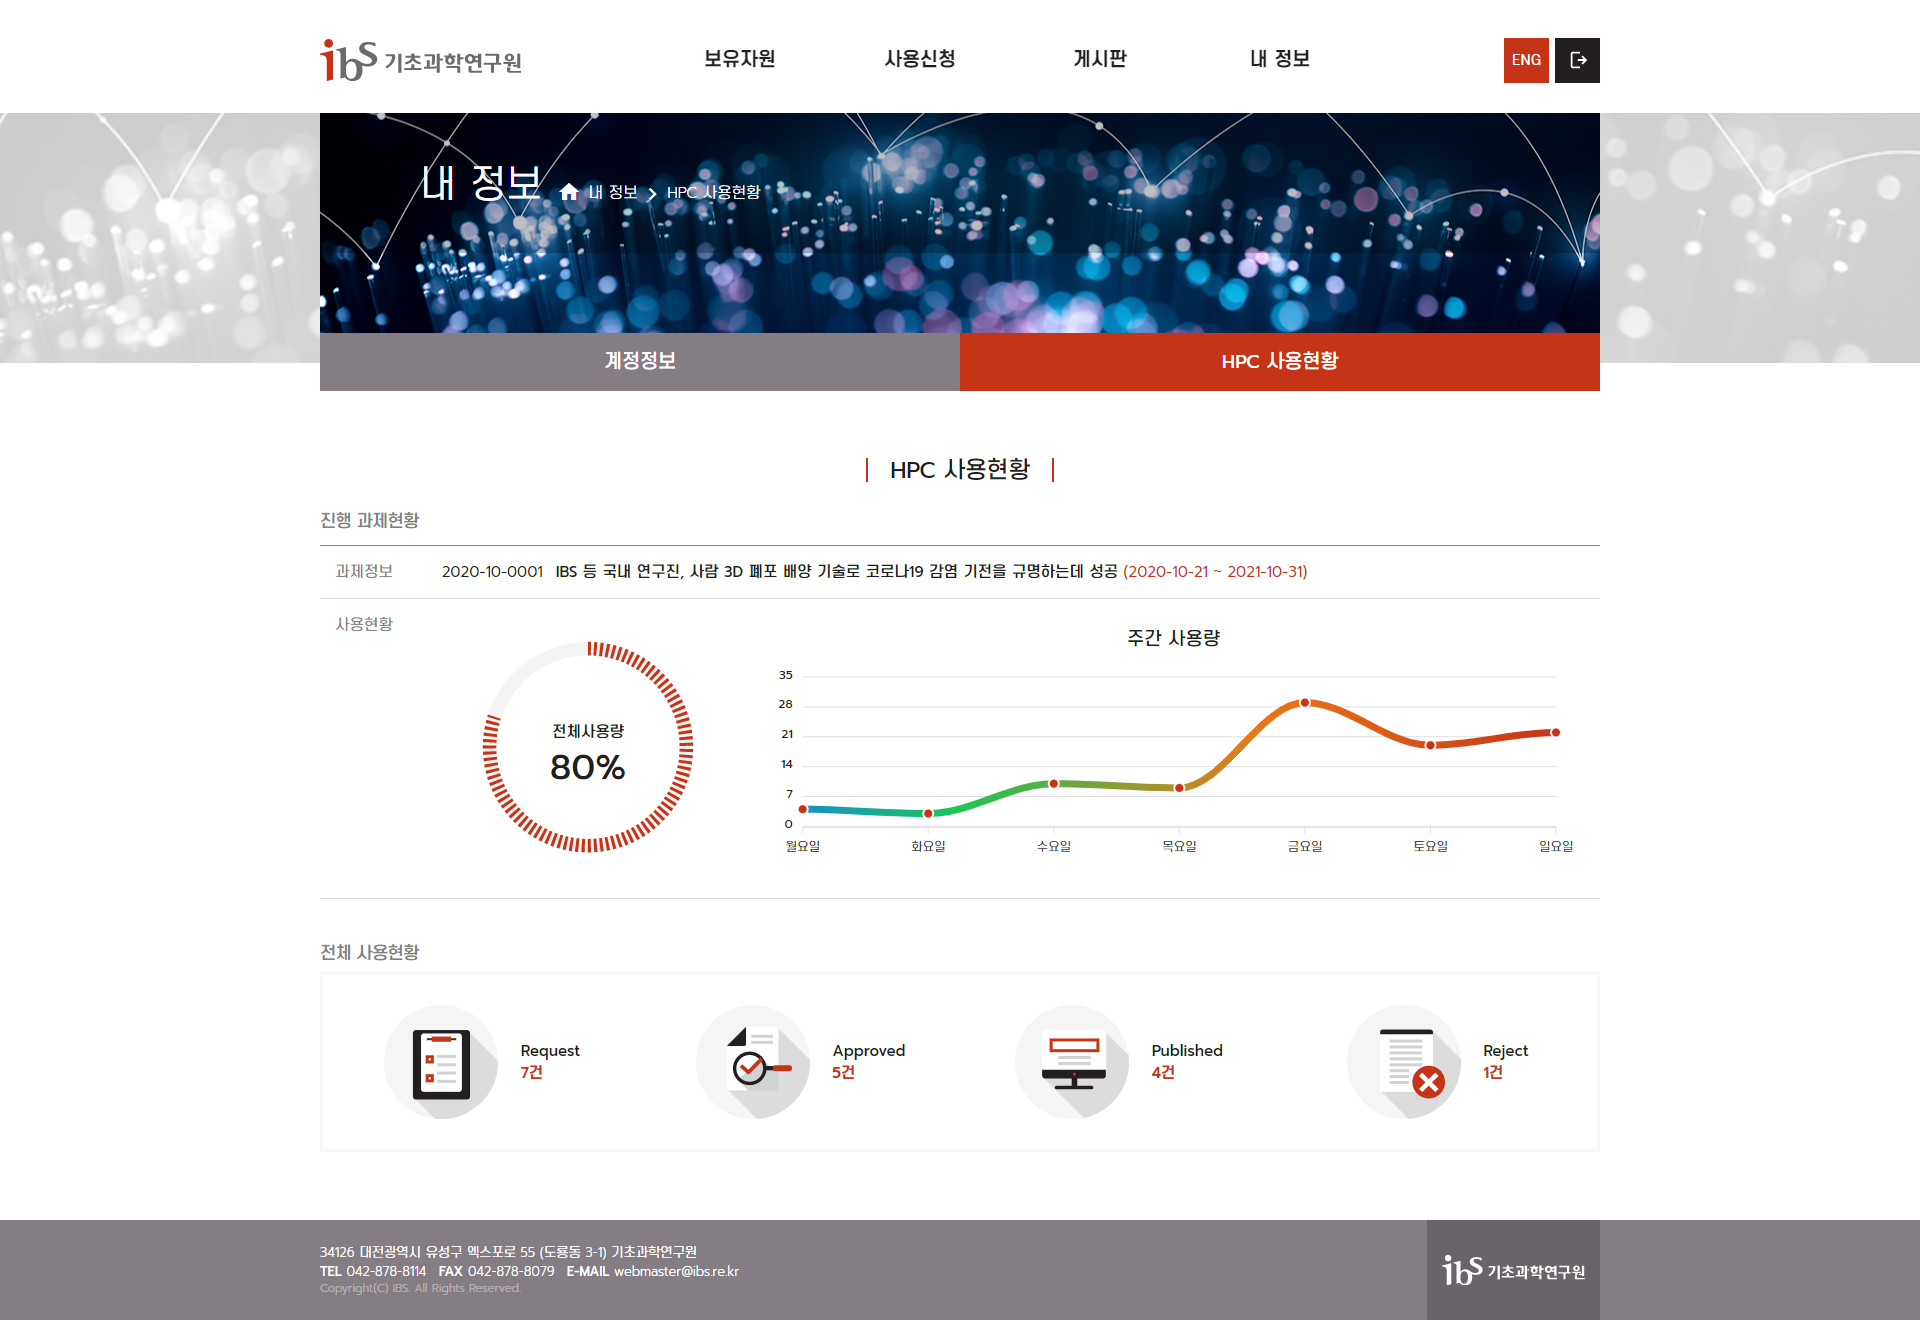 ibs 기초과학연구원
보유자원
사용신청
게시판
내 정보
ENG
내 정보
내 정보 > HPC 사용현황
계정정보
HPC 사용현황
HPC 사용현황
진행 과제현황
과제정보
2020-10-0001 IBS 등 국내 연구진, 사람 3D 폐포 배양 기술로 코로나19 감염 기전을 규명하는데 성공 (2020-10-21 ~ 2021-10-31)
사용현황
전체사용량
80%
주간 사용량
35
28
21
14
7
0
월요일
화요일
수요일
목요일
금요일
토요일
일요일
전체 사용현황
Request
7건
Approved
5건
Published
4건
Reject
1건
34126 대전광역시 유성구 엑스포로 55 (도룡동 3-1) 기초과학연구원
TEL 042-878-8114 FAX 042-878-8079 E-MAIL webmaster@ibs.re.kr
Copyright(C) IBS. All Rights Reserved.
ibs 기초과학연구원